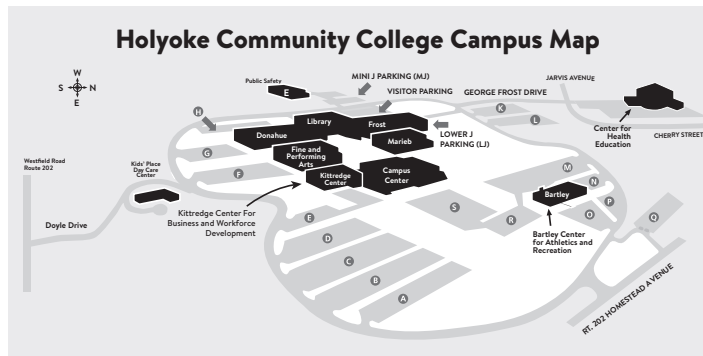 Holyoke Community College Campus Map
W
S
N
E
Public Safety
E
MINI J PARKING (MJ)
VISITOR PARKING
GEORGE FROST DRIVE
JARVIS AVENUE
K
L
Center for
Health
Education
CHERRY STREET
H
Library
Frost
LOWER J
PARKING (LJ)
Donahue
Marieb
G
Fine and
Performing
Arts
F
Kittredge
Center
Campus
Center
M
N
Bartley
P
O
Q
S
R
Westfield Road
Route 202
Kids' Place
Day Care
Center
Kittredge Center For
Business and Workforce
Development
E
Doyle Drive
D
Bartley Center
for Athletics and
Recreation
C
B
A
RT. 202 HOMESTEAD AVENUE